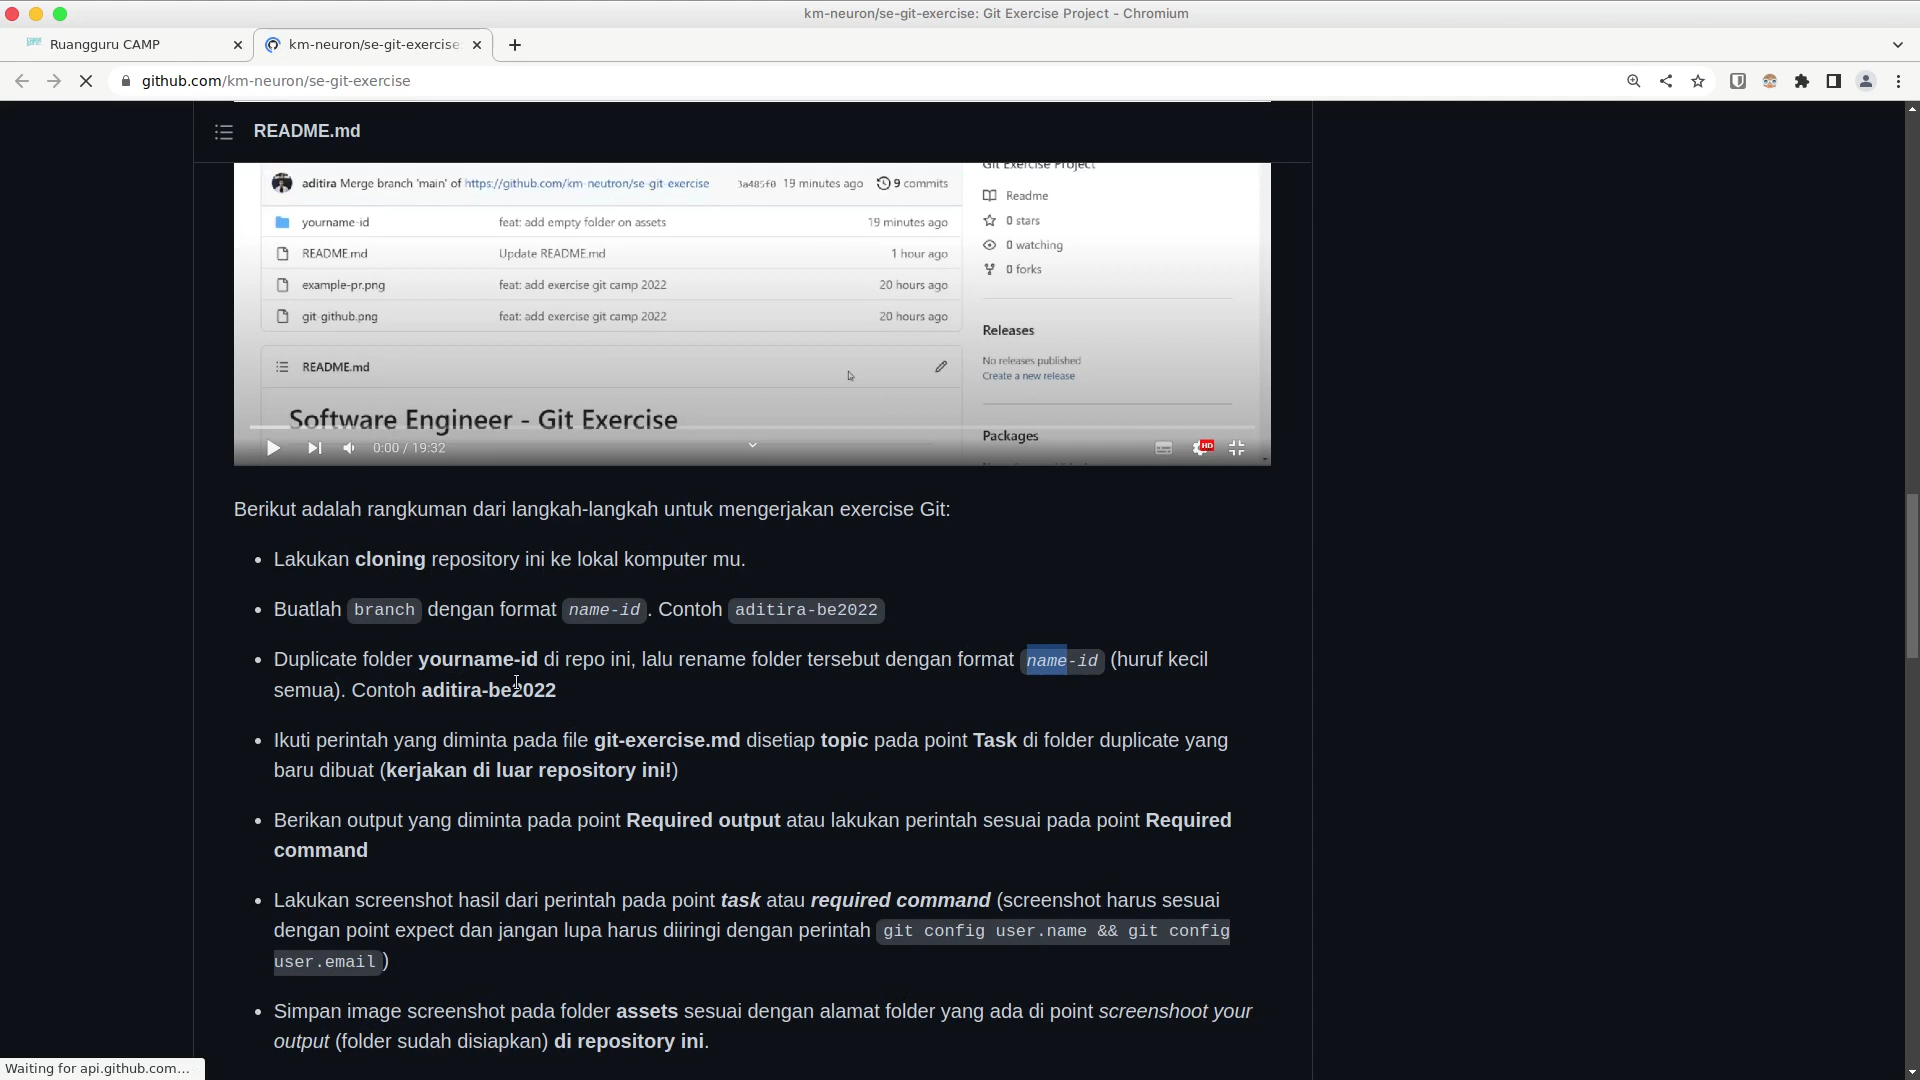 km-neuron/se-git-exercise: Git Exercise Project - Chromium
Ruangguru CAMP
km-neuron/se-git-exercise
github.com/km-neuron/se-git-exercise
README.md
Git Exercise Project
aditira Merge branch 'main' of https://github.com/km-neutron/se-git-exercise 3a485f0 19 minutes ago 9 commits
Readme
yourname-id feat: add empty folder on assets 19 minutes ago
0 stars
0 watching
README.md Update README.md 1 hour ago
0 forks
example-pr.png feat: add exercise git camp 2022 20 hours ago
git-github.png feat: add exercise git camp 2022 20 hours ago
Releases
No releases published
Create a new release
README.md
Software Engineer - Git Exercise
Packages
0:00 / 19:32
HD
Berikut adalah rangkuman dari langkah-langkah untuk mengerjakan exercise Git:
• Lakukan cloning repository ini ke lokal komputer mu.
• Buatlah branch dengan format name-id. Contoh aditira-be2022
• Duplicate folder yourname-id di repo ini, lalu rename folder tersebut dengan format name-id (huruf kecil
semua). Contoh aditira-be2022
• Ikuti perintah yang diminta pada file git-exercise.md disetiap topic pada point Task di folder duplicate yang
baru dibuat (kerjakan di luar repository ini!)
• Berikan output yang diminta pada point Required output atau lakukan perintah sesuai pada point Required
command
• Lakukan screenshot hasil dari perintah pada point task atau required command (screenshot harus sesuai
dengan point expect dan jangan lupa harus diiringi dengan perintah git config user.name && git config
user.email)
• Simpan image screenshot pada folder assets sesuai dengan alamat folder yang ada di point screenshoot your
output (folder sudah disiapkan) di repository ini.
Waiting for api.github.com...